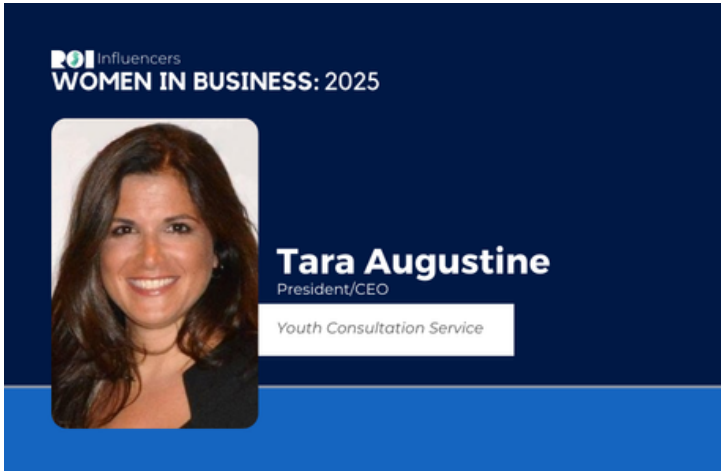 ROI Influencers
WOMEN IN BUSINESS: 2025
Tara Augustine
President/CEO
Youth Consultation Service